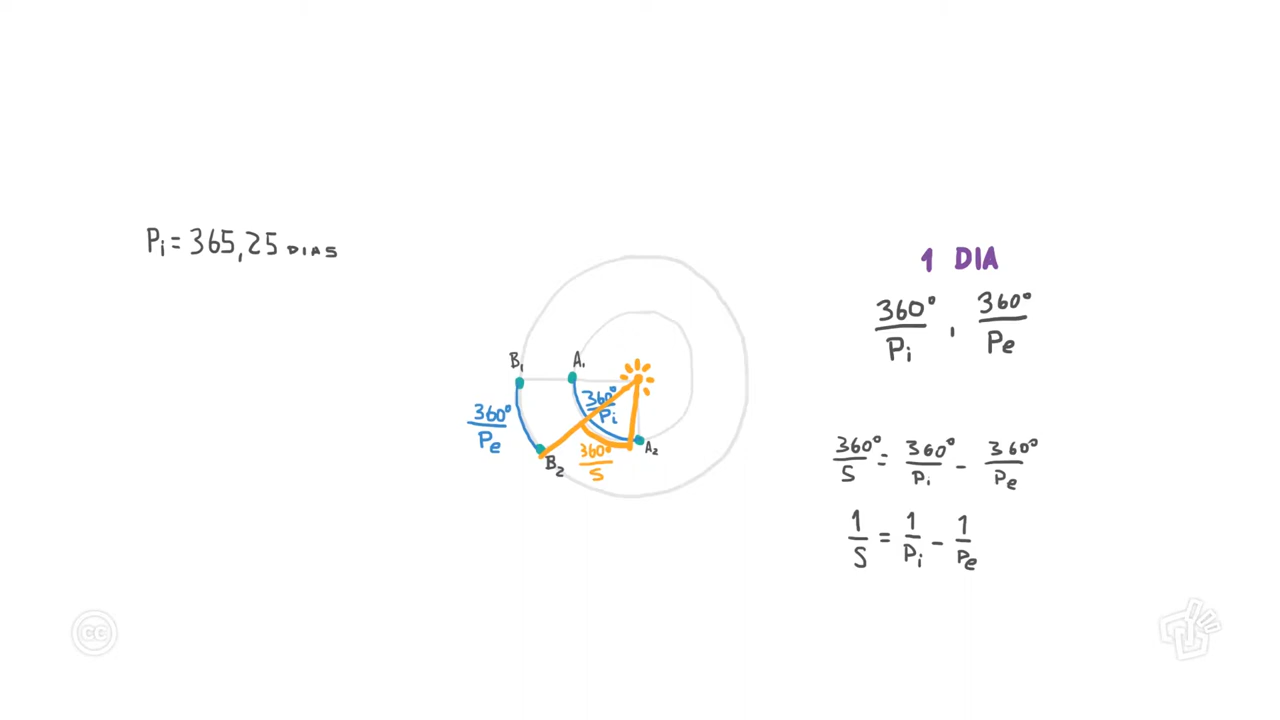 Pi = 365,25 DIAS
1 DIA
360°/Pi , 360°/Pe
B1 A1
360°/Pi
360°/Pe
A2
B2
360°/S
360°/S = 360°/Pi - 360°/Pe
1/S = 1/Pi - 1/Pe
cc